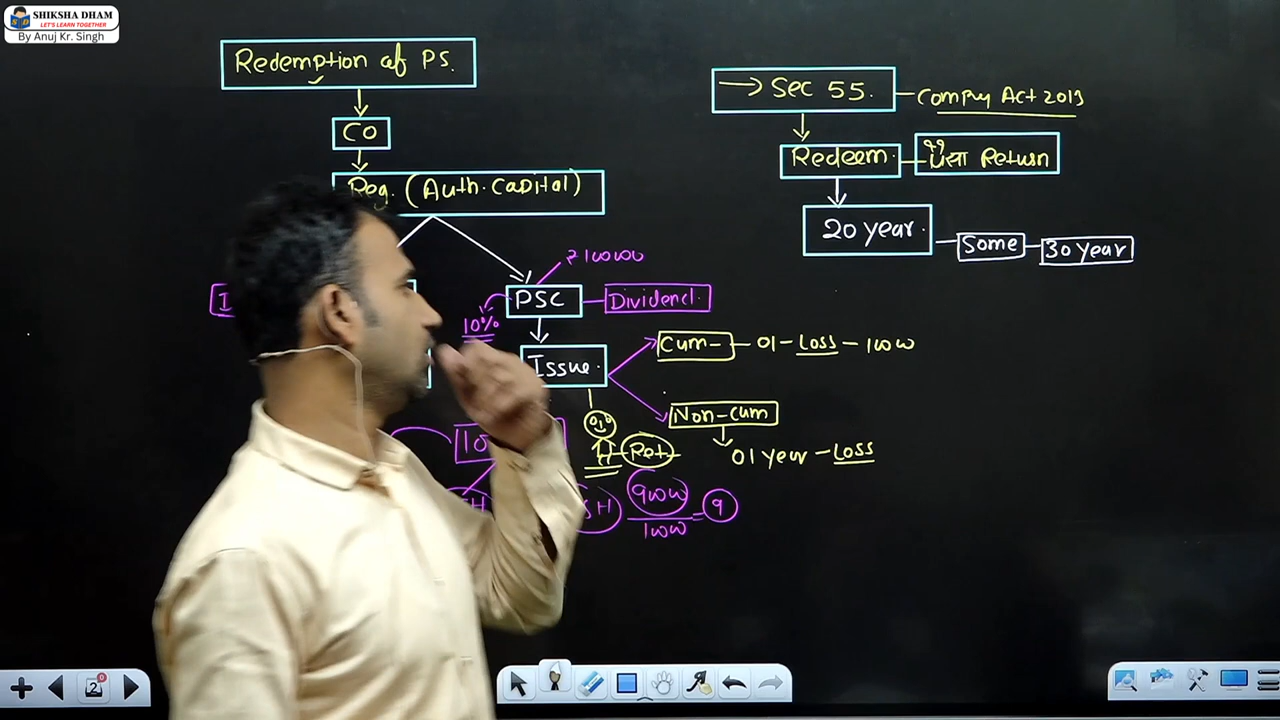 SHIKSHA DHAM
LET'S LEARN TOGETHER
By Anuj Kr. Singh
Redemption of PS.
CO
Reg. (Auth. Capital)
₹ 100000
PSC
Dividend.
10%
Issue.
Cum-
01 - Loss - 1000
Non-cum
01 year - Loss
Ret
9000
1000
= 9
→ Sec 55.
Compny Act 2013
Redeem.
पैसा Return
20 year.
Some
30 year
2